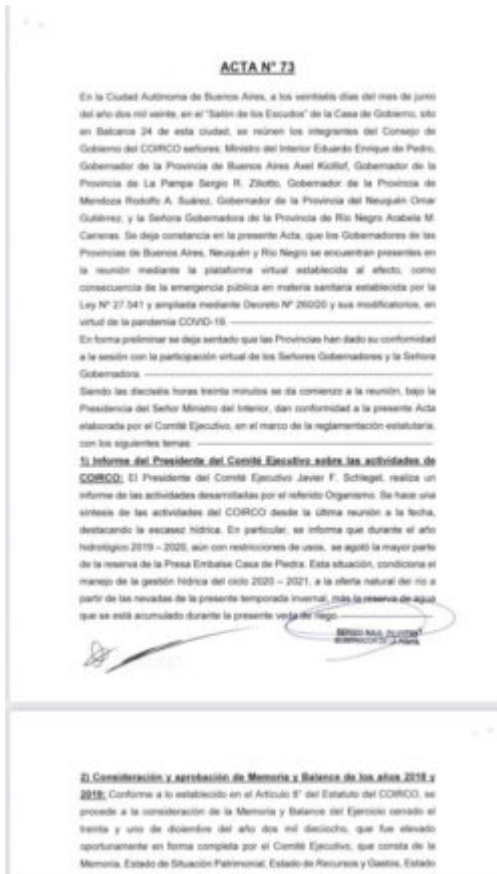 ACTA N° 73
En la Ciudad Autónoma de Buenos Aires, a los veintiséis días del mes de junio
del año dos mil veinte, en el "Salón de los Escudos" de la Casa de Gobierno, sito
en Balcarce 24 de esta ciudad, se reúnen los integrantes del Consejo de
Gobierno del COIRCO señores: Ministro del Interior Eduardo Enrique de Pedro,
Gobernador de la Provincia de Buenos Aires Axel Kicillof, Gobernador de la
Provincia de La Pampa Sergio R. Ziliotto, Gobernador de la Provincia de
Mendoza Rodolfo A. Suárez, Gobernador de la Provincia del Neuquén Omar
Gutiérrez, y la Señora Gobernadora de la Provincia de Río Negro Arabela M.
Carreras. Se deja constancia en la presente Acta, que los Gobernadores de las
Provincias de Buenos Aires, Neuquén y Río Negro se encuentran presentes en
la reunión mediante la plataforma virtual establecida al efecto, como
consecuencia de la emergencia pública en materia sanitaria establecida por la
Ley N° 27.541 y ampliada mediante Decreto N° 260/20 y sus modificatorios, en
virtud de la pandemia COVID-19.
En forma preliminar se deja sentado que las Provincias han dado su conformidad
a la sesión con la participación virtual de los Señores Gobernadores y la Señora
Gobernadora.
Siendo las dieciséis horas treinta minutos se da comienzo a la reunión, bajo la
Presidencia del Señor Ministro del Interior, dan conformidad a la presente Acta
elaborada por el Comité Ejecutivo, en el marco de la reglamentación estatutaria,
con los siguientes temas:
1) Informe del Presidente del Comité Ejecutivo sobre las actividades de
COIRCO: El Presidente del Comité Ejecutivo Javier F. Schlegel, realiza un
informe de las actividades desarrolladas por el referido Organismo. Se hace una
síntesis de las actividades del COIRCO desde la última reunión a la fecha,
destacando la escasez hídrica. En particular, se informa que durante el año
hidrológico 2019 – 2020, aún con restricciones de usos, se agotó la mayor parte
de la reserva de la Presa Embalse Casa de Piedra. Esta situación, condiciona el
manejo de la gestión hídrica del ciclo 2020 – 2021, a la oferta natural del río a
partir de las nevadas de la presente temporada invernal, más la reserva de agua
que se está acumulado durante la presente veda de riego.
SERGIO RAUL ZILIOTTO
GOBERNADOR DE LA PAMPA
2) Consideración y aprobación de Memoria y Balance de los años 2018 y
2019: Conforme a lo establecido en el Artículo 8° del Estatuto del COIRCO, se
procede a la consideración de la Memoria y Balance del Ejercicio cerrado el
treinta y uno de diciembre del año dos mil dieciocho, que fue elevado
oportunamente en forma completa por el Comité Ejecutivo, que consta de la
Memoria, Estado de Situación Patrimonial, Estado de Recursos y Gastos, Estado